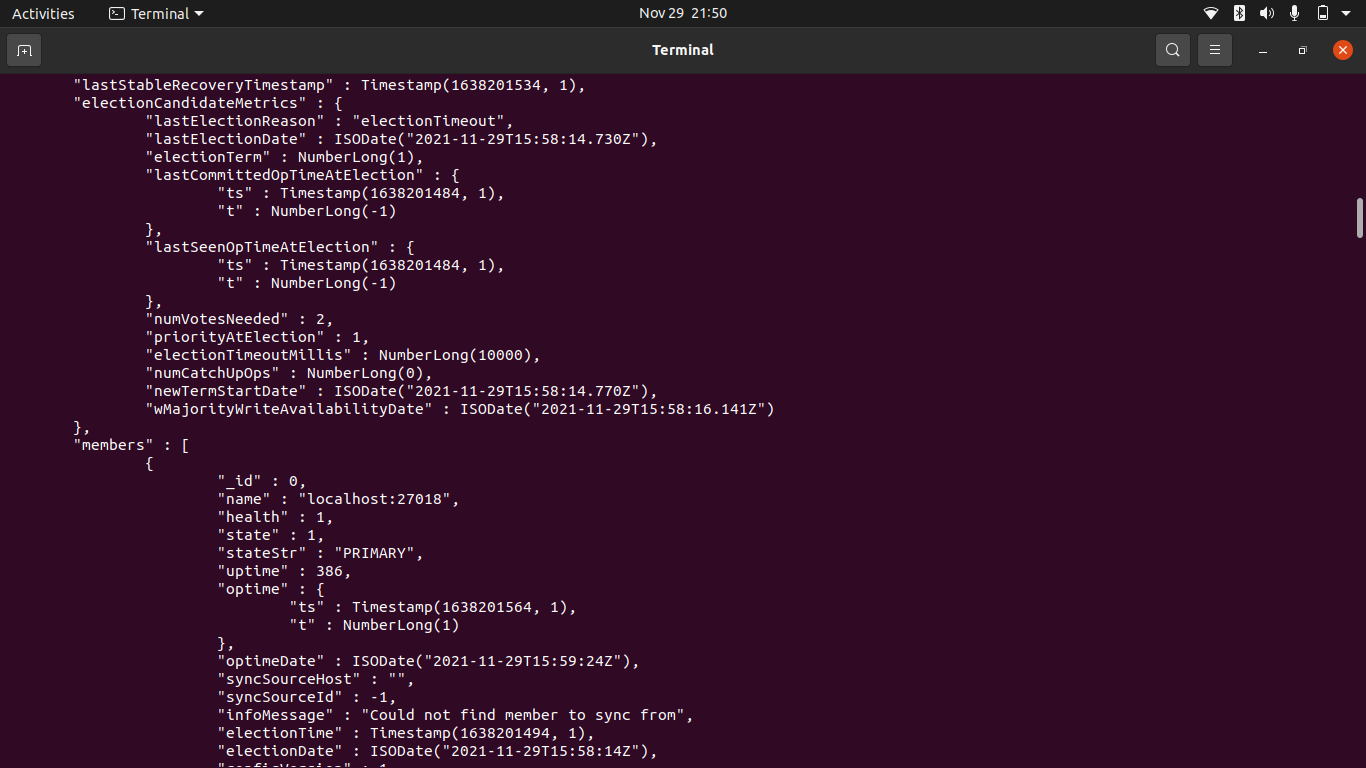 Activities Terminal Nov 29 21:50
Terminal
"lastStableRecoveryTimestamp" : Timestamp(1638201534, 1),
"electionCandidateMetrics" : {
"lastElectionReason" : "electionTimeout",
"lastElectionDate" : ISODate("2021-11-29T15:58:14.730Z"),
"electionTerm" : NumberLong(1),
"lastCommittedOpTimeAtElection" : {
"ts" : Timestamp(1638201484, 1),
"t" : NumberLong(-1)
},
"lastSeenOpTimeAtElection" : {
"ts" : Timestamp(1638201484, 1),
"t" : NumberLong(-1)
},
"numVotesNeeded" : 2,
"priorityAtElection" : 1,
"electionTimeoutMillis" : NumberLong(10000),
"numCatchUpOps" : NumberLong(0),
"newTermStartDate" : ISODate("2021-11-29T15:58:14.770Z"),
"wMajorityWriteAvailabilityDate" : ISODate("2021-11-29T15:58:16.141Z")
},
"members" : [
{
"_id" : 0,
"name" : "localhost:27018",
"health" : 1,
"state" : 1,
"stateStr" : "PRIMARY",
"uptime" : 386,
"optime" : {
"ts" : Timestamp(1638201564, 1),
"t" : NumberLong(1)
},
"optimeDate" : ISODate("2021-11-29T15:59:24Z"),
"syncSourceHost" : "",
"syncSourceId" : -1,
"infoMessage" : "Could not find member to sync from",
"electionTime" : Timestamp(1638201494, 1),
"electionDate" : ISODate("2021-11-29T15:58:14Z"),